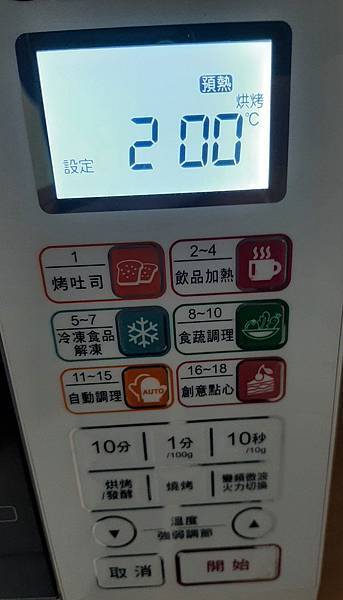 預熱
烘烤
設定 200 °C
1
烤吐司
2~4
飲品加熱
5~7
冷凍食品
解凍
8~10
食蔬調理
11~15
自動調理
AUTO
16~18
創意點心
10分
1分
/100g
10秒
/10g
烘烤
/發酵
燒烤
變頻微波
火力切換
溫度
強弱調節
取消
開始